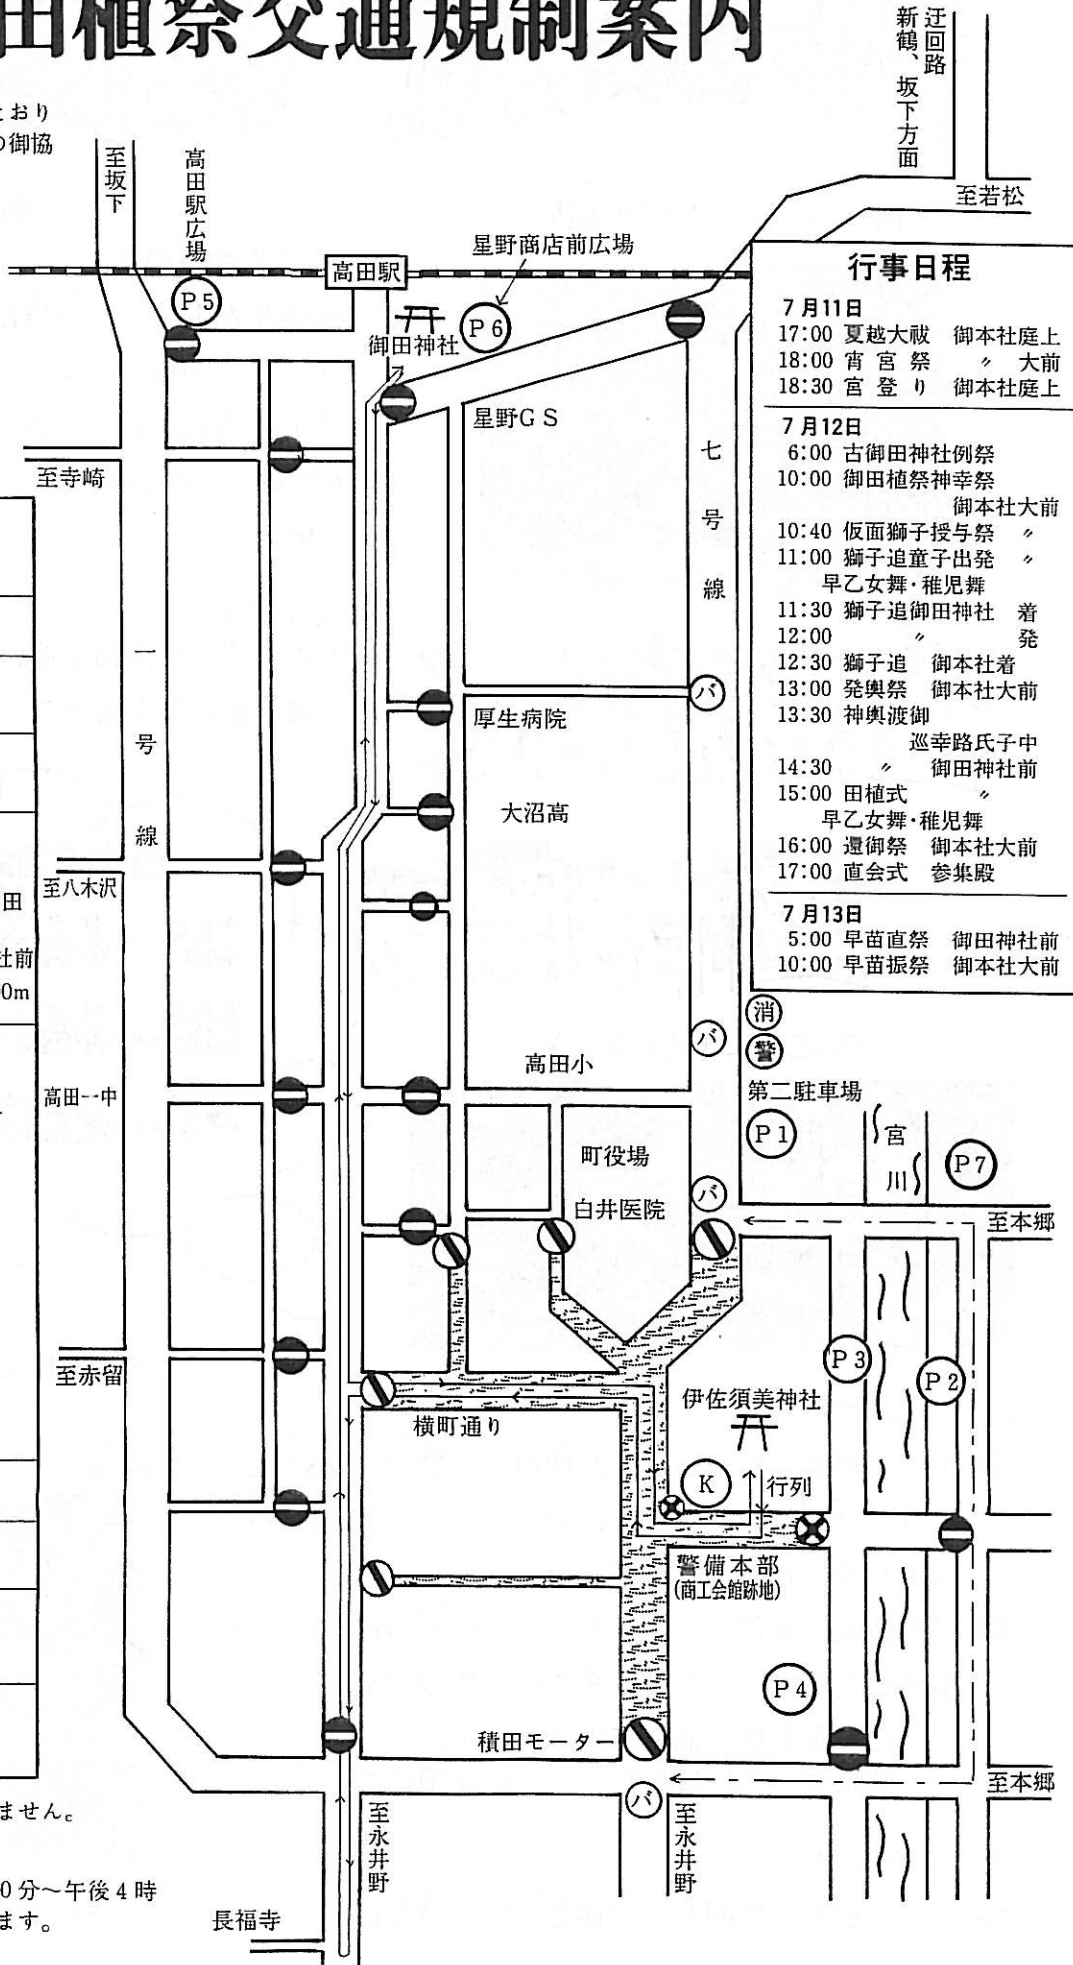 田植祭交通規制案内
とおり
の御協
迂回路
新鶴、坂下方面
至若松
至坂下
高田駅広場
高田駅
星野商店前広場
P5
P6
御田神社
星野GS
至寺崎
七号線
一号線
バ
厚生病院
大沼高
至八木沢
田
社前
0m
高田一中
高田小
バ
消
警
第二駐車場
P1
宮川
P7
町役場
白井医院
バ
至本郷
至赤留
P3
P2
伊佐須美神社
横町通り
K
行列
警備本部
(商工会館跡地)
P4
積田モーター
バ
至本郷
至永井野
至永井野
長福寺
ません。
0分～午後4時
ます。
行事日程
7月11日
17:00 夏越大祓 御本社庭上
18:00 宵宮祭 〃 大前
18:30 宮登り 御本社庭上
7月12日
6:00 古御田神社例祭
10:00 御田植祭神幸祭
御本社大前
10:40 仮面獅子授与祭 〃
11:00 獅子追童子出発 〃
早乙女舞・稚児舞
11:30 獅子追御田神社 着
12:00 〃 発
12:30 獅子追 御本社着
13:00 発輿祭 御本社大前
13:30 神輿渡御
巡幸路氏子中
14:30 〃 御田神社前
15:00 田植式 〃
早乙女舞・稚児舞
16:00 還御祭 御本社大前
17:00 直会式 参集殿
7月13日
5:00 早苗直祭 御田神社前
10:00 早苗振祭 御本社大前